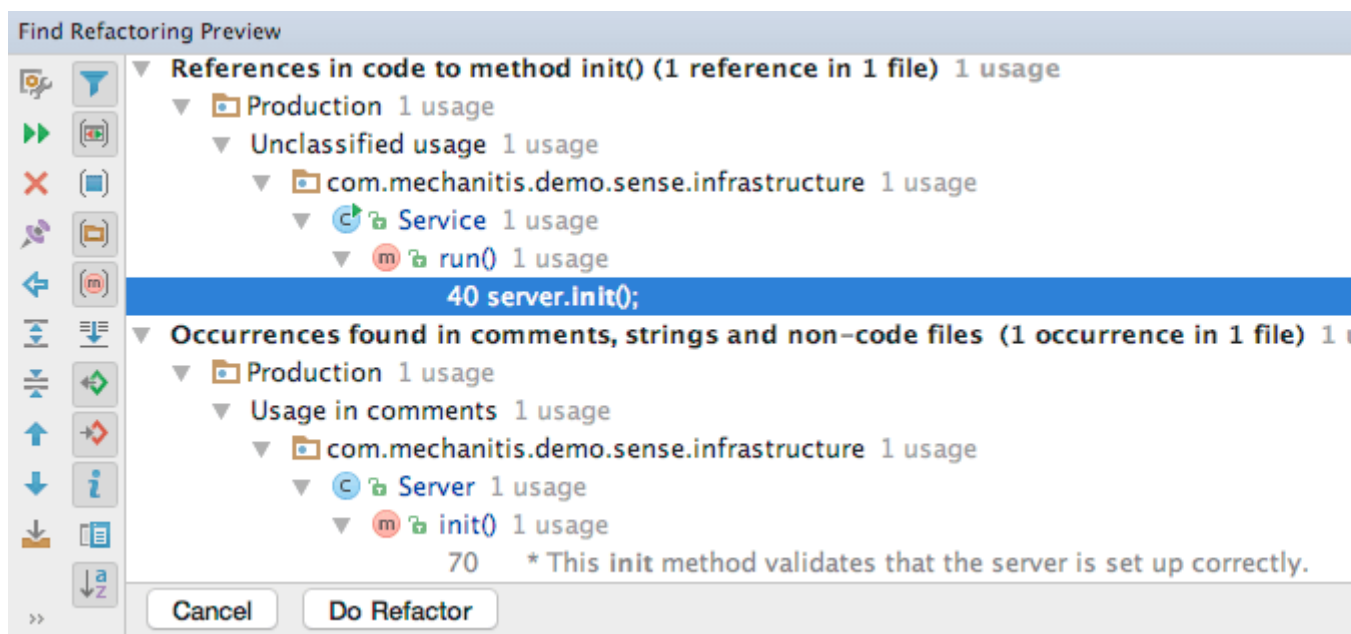 Find Refactoring Preview
References in code to method init() (1 reference in 1 file) 1 usage
Production 1 usage
Unclassified usage 1 usage
com.mechanitis.demo.sense.infrastructure 1 usage
Service 1 usage
run() 1 usage
40 server.init();
Occurrences found in comments, strings and non-code files (1 occurrence in 1 file) 1
Production 1 usage
Usage in comments 1 usage
com.mechanitis.demo.sense.infrastructure 1 usage
Server 1 usage
init() 1 usage
70 * This init method validates that the server is set up correctly.
Cancel Do Refactor